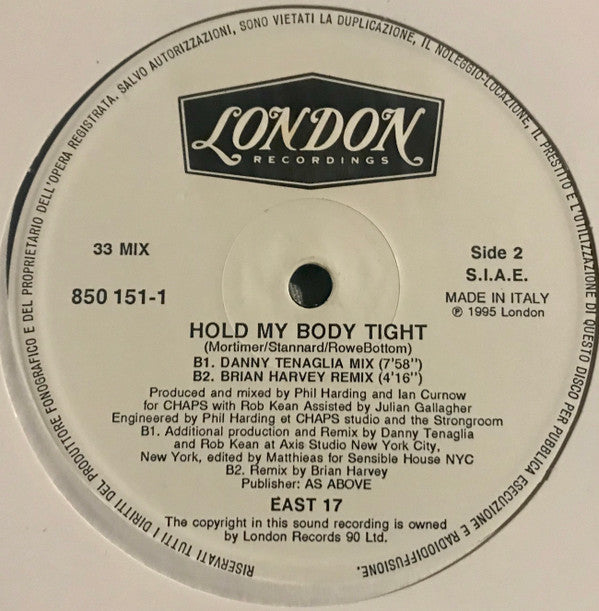 RISERVATI TUTTI I DIRITTI DEL PRODUTTORE FONOGRAFICO E DEL PROPRIETARIO DELL'OPERA REGISTRATA. SALVO AUTORIZZAZIONI, SONO VIETATI LA DUPLICAZIONE, IL NOLEGGIO-LOCAZIONE, IL PRESTITO E L'UTILIZZAZIONE DI QUESTO DISCO PER PUBBLICA ESECUZIONE E RADIODIFFUSIONE.
LONDON
RECORDINGS
33 MIX
850 151-1
Side 2
S.I.A.E.
MADE IN ITALY
℗ 1995 London
HOLD MY BODY TIGHT
(Mortimer/Stannard/RoweBottom)
B1. DANNY TENAGLIA MIX (7'58'')
B2. BRIAN HARVEY REMIX (4'16'')
Produced and mixed by Phil Harding and Ian Curnow
for CHAPS with Rob Kean Assisted by Julian Gallagher
Engineered by Phil Harding et CHAPS studio and the Strongroom
B1. Additional production and Remix by Danny Tenaglia
and Rob Kean at Axis Studio New York City,
New York, edited by Matthieas for Sensible House NYC
B2. Remix by Brian Harvey
Publisher: AS ABOVE
EAST 17
The copyright in this sound recording is owned
by London Records 90 Ltd.